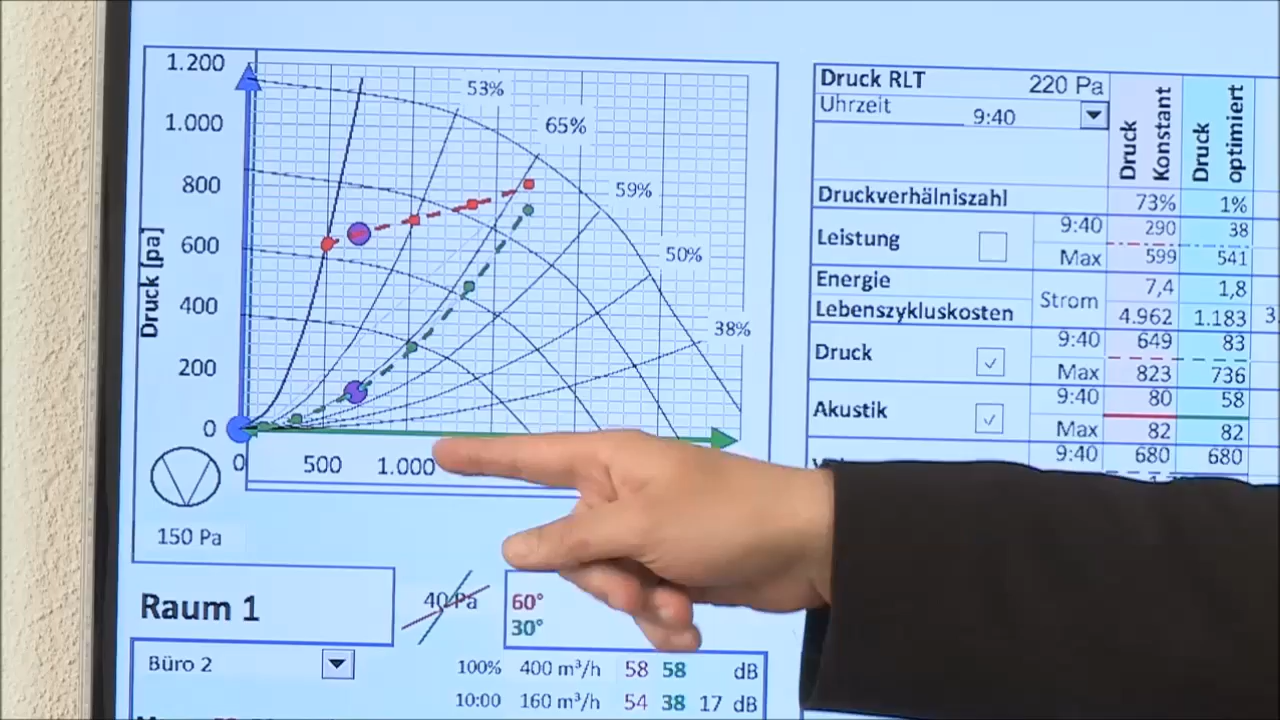 1.200
1.000
800
600
400
200
0
Druck [pa]
53%
65%
59%
50%
38%
0 500 1.000
150 Pa
Druck RLT 220 Pa
Uhrzeit 9:40
Druck Konstant
Druck optimiert
Druckverhälniszahl 73% 1%
Leistung 9:40 290 38
Max 599 541
Energie Strom 7,4 1,8
Lebenszykluskosten 4.962 1.183
Druck 9:40 649 83
Max 823 736
Akustik 9:40 80 58
Max 82 82
9:40 680 680
Raum 1
40 Pa
60°
30°
Büro 2
100% 400 m³/h 58 58 dB
10:00 160 m³/h 54 38 17 dB